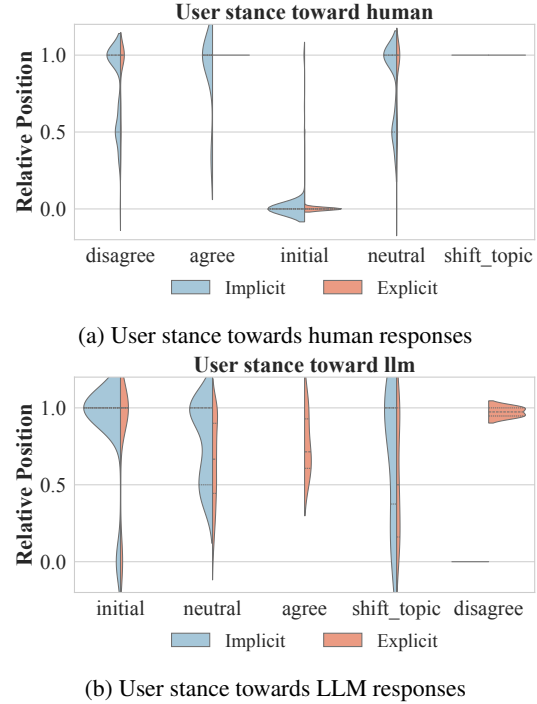 User stance toward human
Relative Position
1.0
0.5
0.0
disagree agree initial neutral shift_topic
Implicit Explicit
(a) User stance towards human responses
User stance toward llm
Relative Position
1.0
0.5
0.0
initial neutral agree shift_topic disagree
Implicit Explicit
(b) User stance towards LLM responses